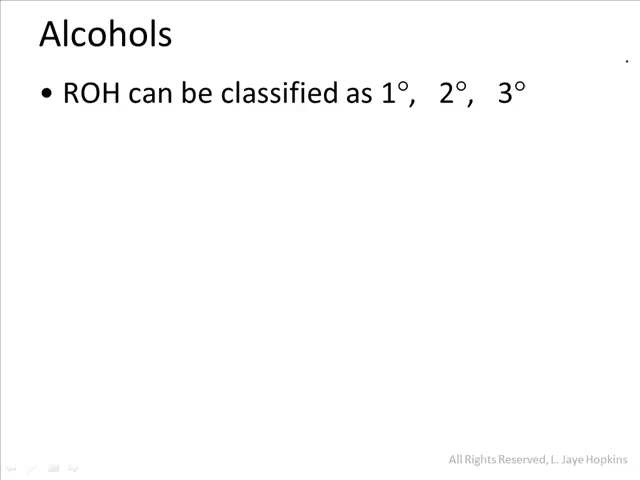 Alcohols
• ROH can be classified as 1°, 2°, 3°
All Rights Reserved, L. Jaye Hopkins